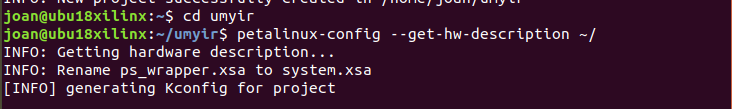 INFO: New project successfully created in /home/joan/umyir
joan@ubu18xilinx:~$ cd umyir
joan@ubu18xilinx:~/umyir$ petalinux-config --get-hw-description ~/
INFO: Getting hardware description...
INFO: Rename ps_wrapper.xsa to system.xsa
[INFO] generating Kconfig for project